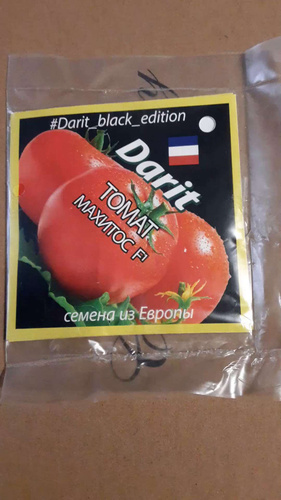 #Darit_black_edition
Darit
ТОМАТ
МАХИТОС F1
семена из Европы